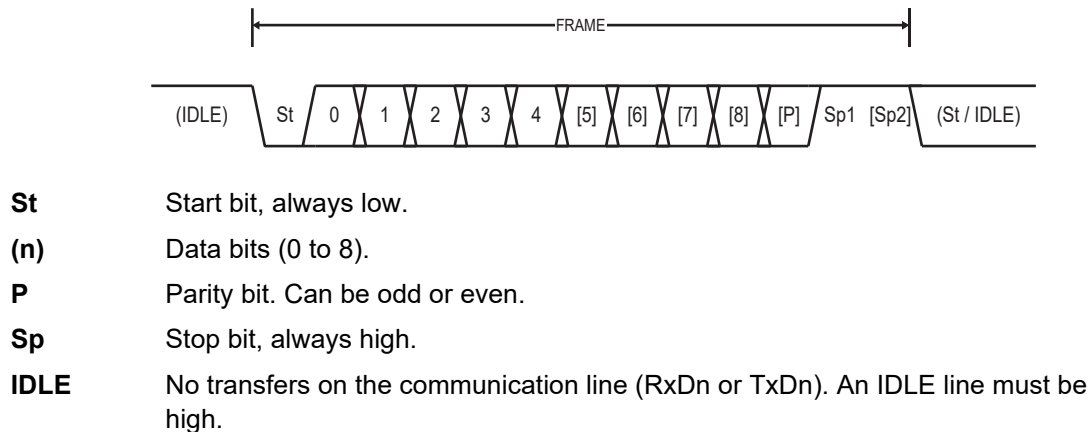 FRAME
(IDLE) St 0 1 2 3 4 [5] [6] [7] [8] [P] Sp1 [Sp2] (St / IDLE)
St Start bit, always low.
(n) Data bits (0 to 8).
P Parity bit. Can be odd or even.
Sp Stop bit, always high.
IDLE No transfers on the communication line (RxDn or TxDn). An IDLE line must be
high.